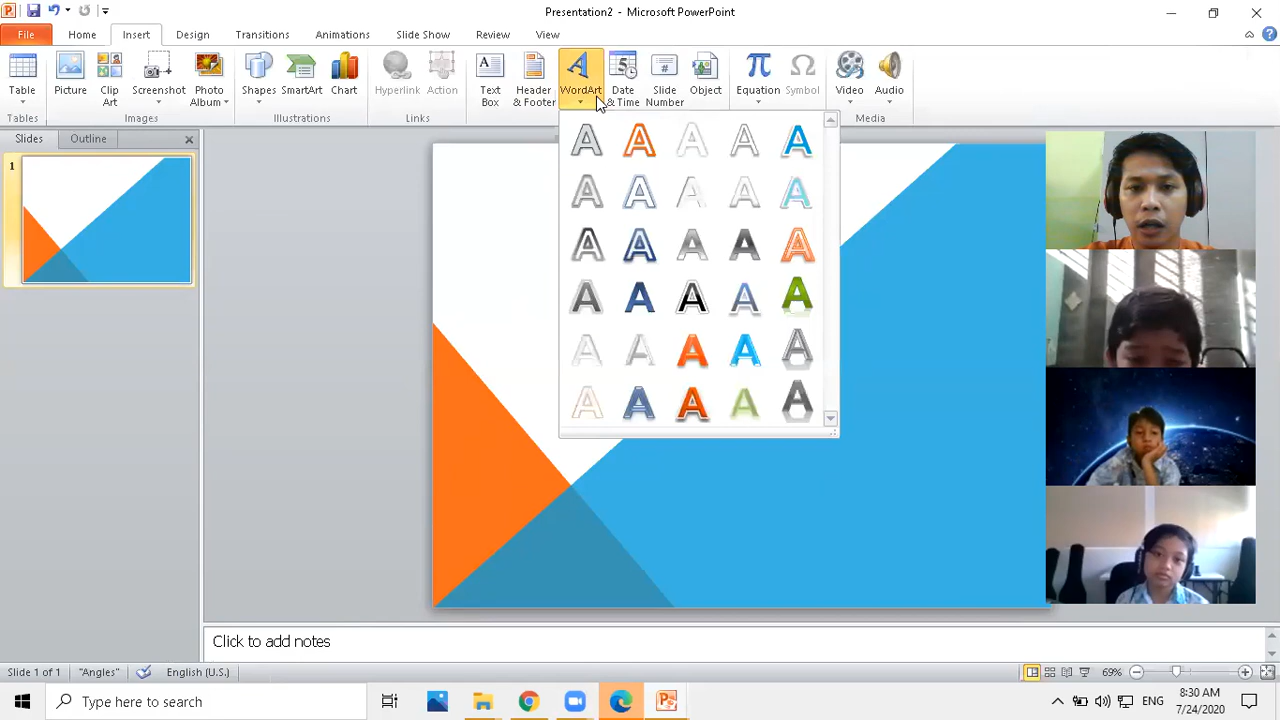 Presentation2 - Microsoft PowerPoint
File Home Insert Design Transitions Animations Slide Show Review View
Table Picture Clip Art Screenshot Photo Album Shapes SmartArt Chart Hyperlink Action Text Box Header & Footer WordArt Date & Time Slide Number Object Equation Symbol Video Audio
Tables Images Illustrations Links Media
Slides Outline
1
A A A A A
A A A A A
A A A A A
A A A A A
A A A A A
A A A A A
Click to add notes
Slide 1 of 1 "Angles" English (U.S.) 69%
Type here to search
ENG
8:30 AM
7/24/2020